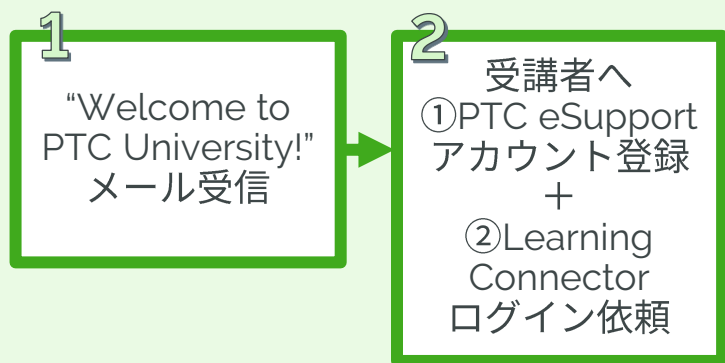 1
“Welcome to
PTC University!”
メール受信
2
受講者へ
①PTC eSupport
アカウント登録
＋
②Learning
Connector
ログイン依頼